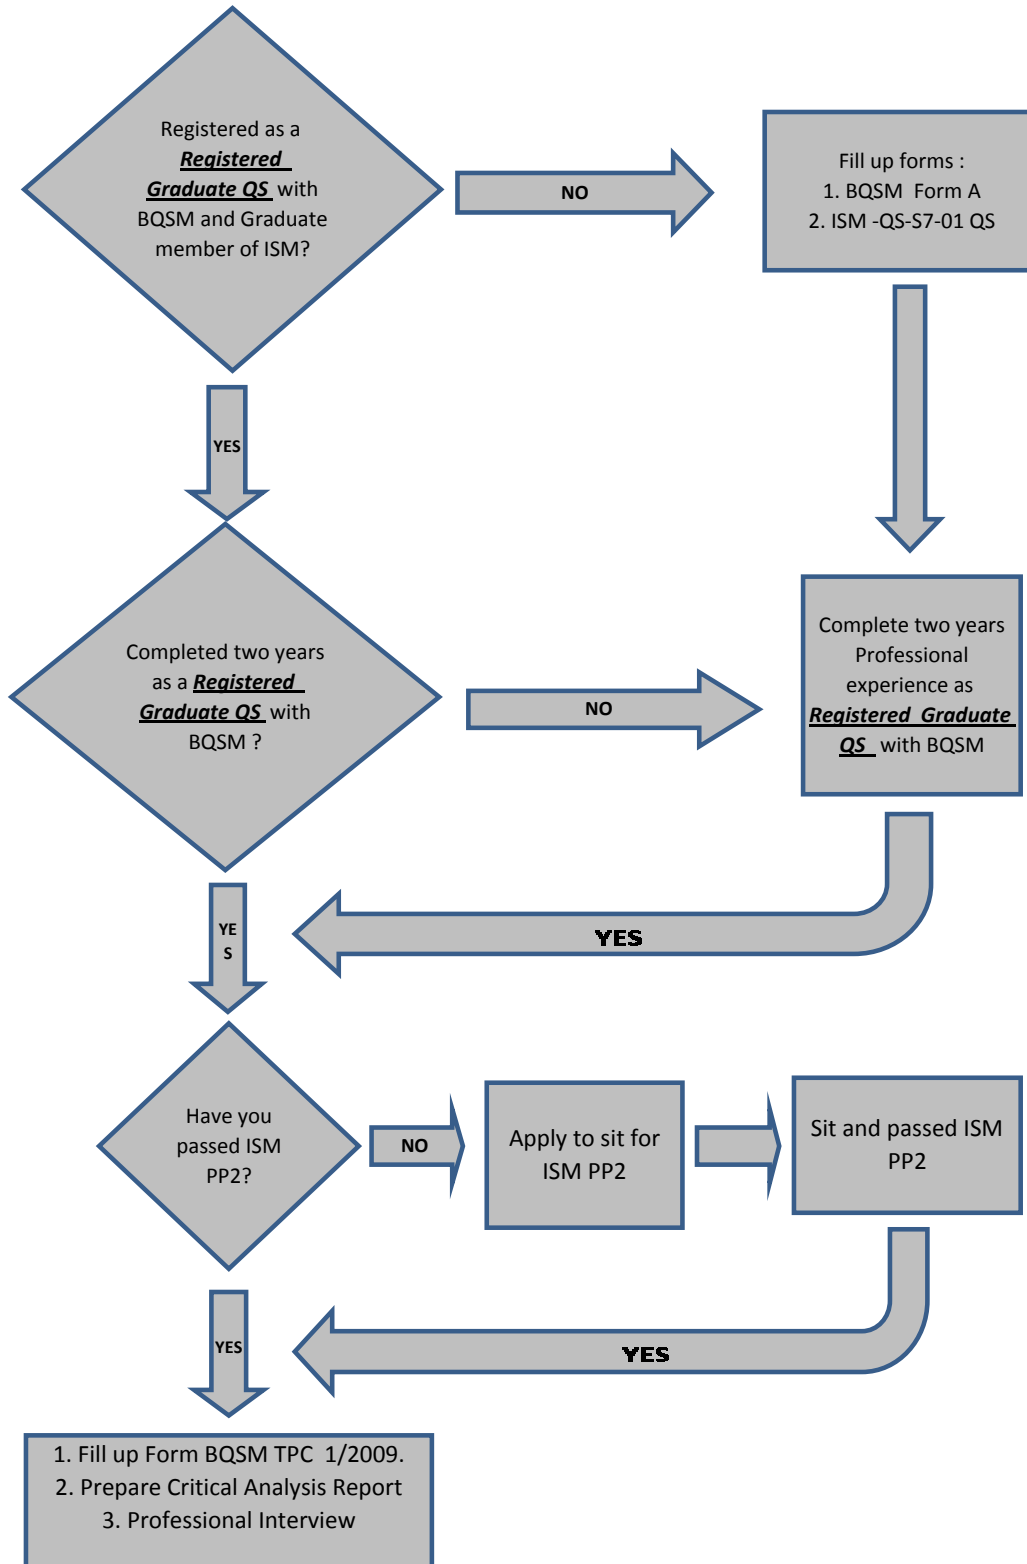 Registered as a
Registered
Graduate QS with
BQSM and Graduate
member of ISM?
NO
Fill up forms :
1. BQSM Form A
2. ISM -QS-S7-01 QS
YES
Completed two years
as a Registered
Graduate QS with
BQSM ?
NO
Complete two years
Professional
experience as
Registered Graduate
QS with BQSM
YE
S
YES
Have you
passed ISM
PP2?
NO
Apply to sit for
ISM PP2
Sit and passed ISM
PP2
YES
YES
1. Fill up Form BQSM TPC 1/2009.
2. Prepare Critical Analysis Report
3. Professional Interview